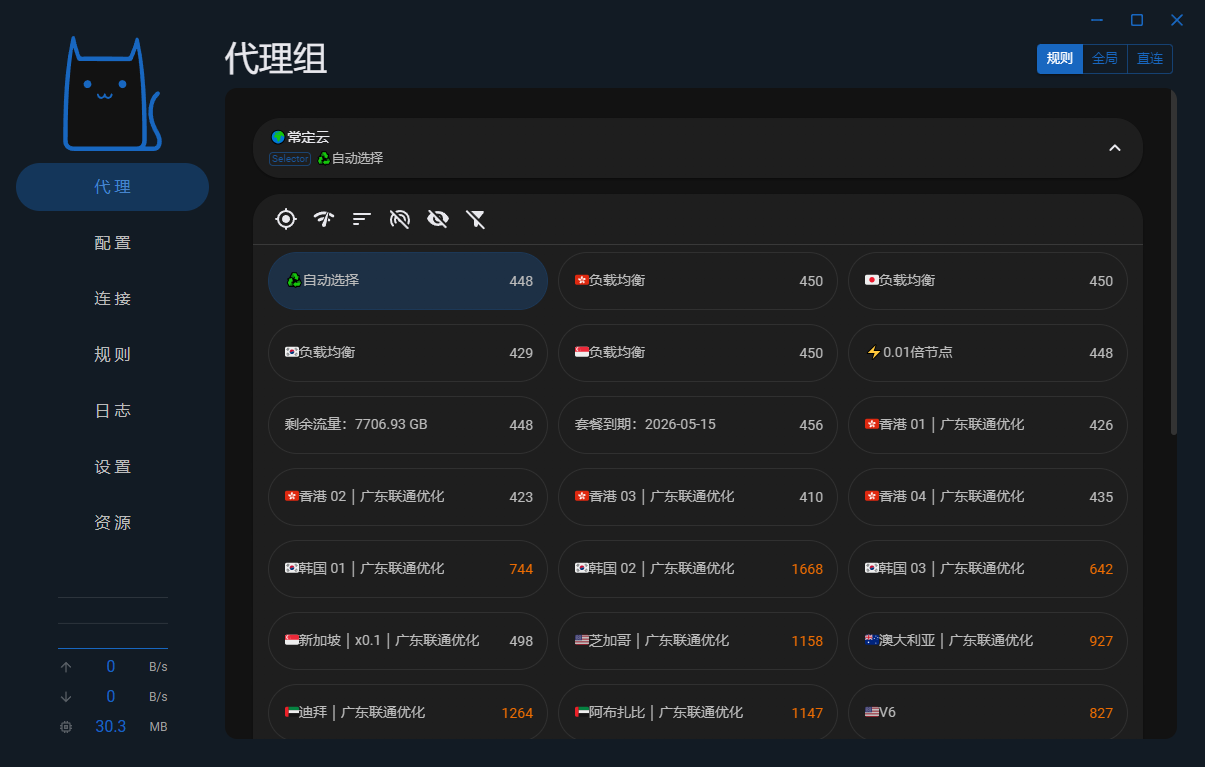 代理组
规则 全局 直连
代理
配置
连接
规则
日志
设置
资源
0 B/s
0 B/s
30.3 MB
常定云
Selector 自动选择
自动选择 448
负载均衡 450
负载均衡 450
负载均衡 429
负载均衡 450
0.01倍节点 448
剩余流量：7706.93 GB 448
套餐到期：2026-05-15 456
香港 01 | 广东联通优化 426
香港 02 | 广东联通优化 423
香港 03 | 广东联通优化 410
香港 04 | 广东联通优化 435
韩国 01 | 广东联通优化 744
韩国 02 | 广东联通优化 1668
韩国 03 | 广东联通优化 642
新加坡 | x0.1 | 广东联通优化 498
芝加哥 | 广东联通优化 1158
澳大利亚 | 广东联通优化 927
迪拜 | 广东联通优化 1264
阿布扎比 | 广东联通优化 1147
V6 827